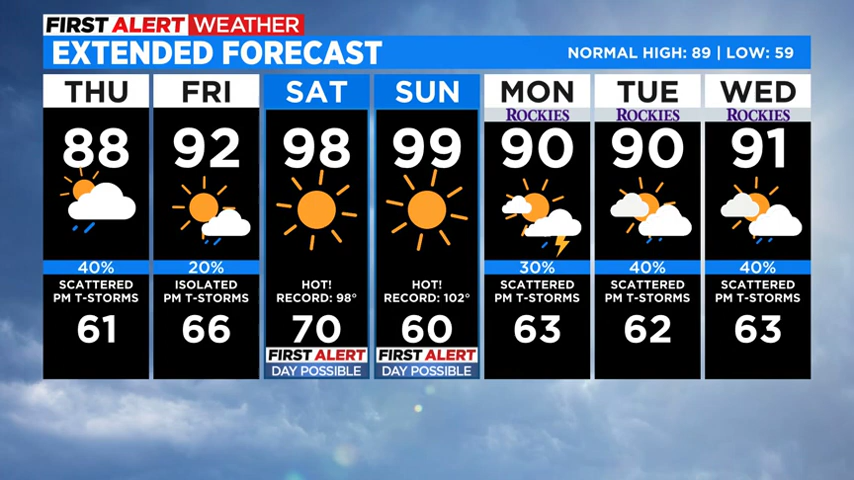 FIRST ALERT WEATHER
EXTENDED FORECAST
NORMAL HIGH: 89 | LOW: 59
THU
88
40%
SCATTERED
PM T-STORMS
61
FRI
92
20%
ISOLATED
PM T-STORMS
66
SAT
98
HOT!
RECORD: 98°
70
FIRST ALERT
DAY POSSIBLE
SUN
99
HOT!
RECORD: 102°
60
FIRST ALERT
DAY POSSIBLE
MON
ROCKIES
90
30%
SCATTERED
PM T-STORMS
63
TUE
ROCKIES
90
40%
SCATTERED
PM T-STORMS
62
WED
ROCKIES
91
40%
SCATTERED
PM T-STORMS
63